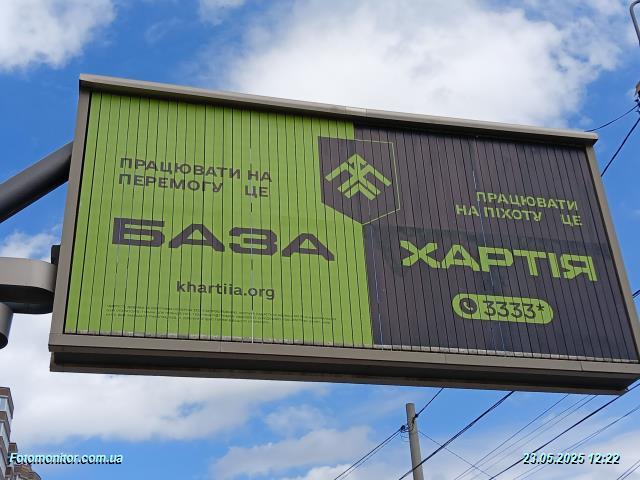 ПРАЦЮВАТИ НА
ПЕРЕМОГУ ЦЕ
БАЗА
khartiia.org
ПРАЦЮВАТИ
НА ПІХОТУ ЦЕ
ХАРТІЯ
3333*
Fotomonitor.com.ua
23.05.2025 12:22